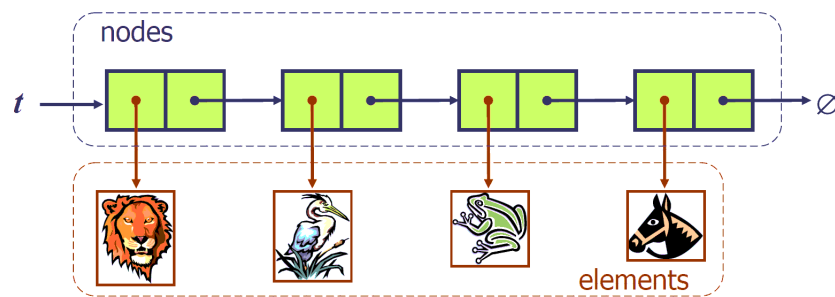 nodes
t
∅
elements